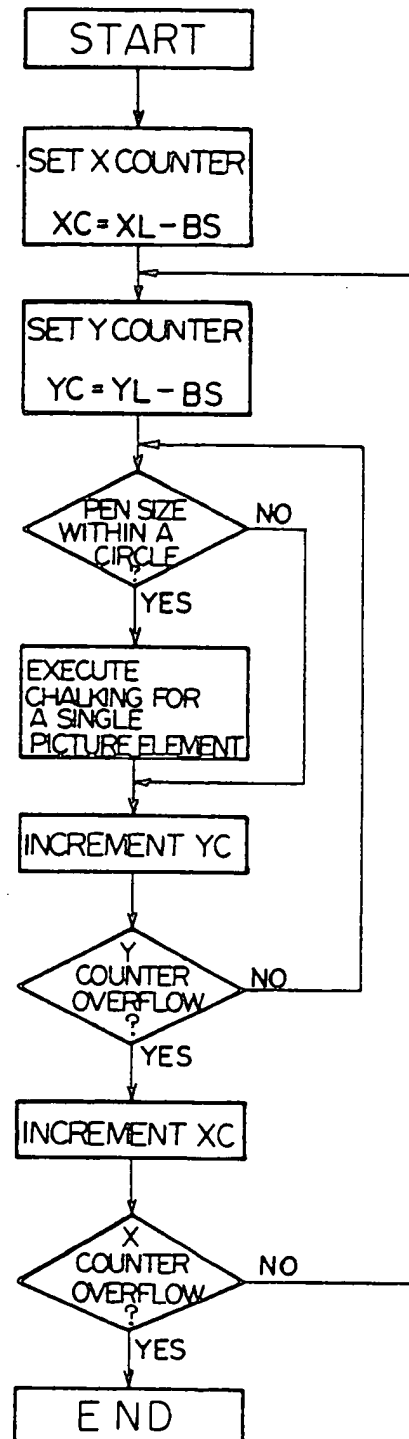 START
SET X COUNTER
XC = XL - BS
SET Y COUNTER
YC = YL - BS
PEN SIZE
WITHIN A
CIRCLE
?
NO
YES
EXECUTE
CHALKING FOR
A SINGLE
PICTURE ELEMENT
INCREMENT YC
Y
COUNTER
OVERFLOW
?
NO
YES
INCREMENT XC
X
COUNTER
OVERFLOW
?
NO
YES
END